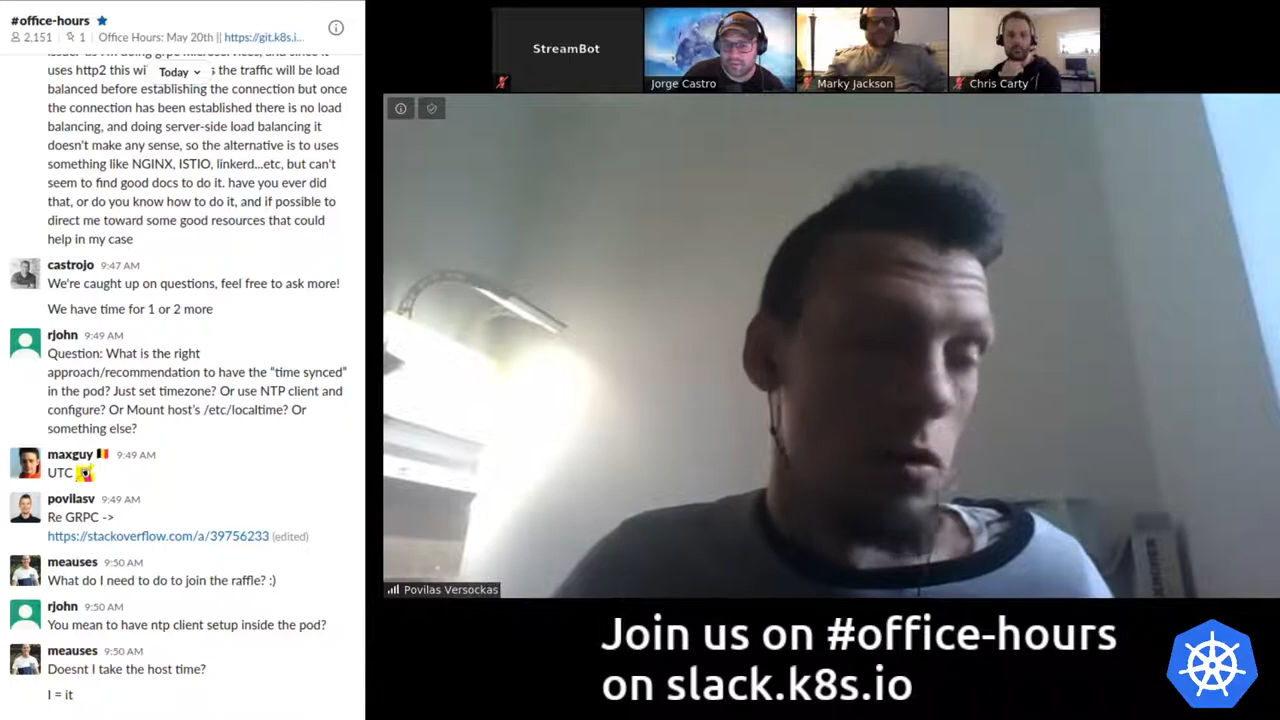 #office-hours
2,151 1 Office Hours: May 20th || https://git.k8s.i...
uses http2 this wi
Today
s the traffic will be load
balanced before establishing the connection but once
the connection has been established there is no load
balancing, and doing server-side load balancing it
doesn't make any sense, so the alternative is to uses
something like NGINX, ISTIO, linkerd...etc, but can't
seem to find good docs to do it. have you ever did
that, or do you know how to do it, and if possible to
direct me toward some good resources that could
help in my case
castrojo 9:47 AM
We're caught up on questions, feel free to ask more!
We have time for 1 or 2 more
rjohn 9:49 AM
Question: What is the right
approach/recommendation to have the “time synced”
in the pod? Just set timezone? Or use NTP client and
configure? Or Mount host’s /etc/localtime? Or
something else?
maxguy 9:49 AM
UTC
povilasv 9:49 AM
Re GRPC ->
https://stackoverflow.com/a/39756233 (edited)
meauses 9:50 AM
What do I need to do to join the raffle? :)
rjohn 9:50 AM
You mean to have ntp client setup inside the pod?
meauses 9:50 AM
Doesnt I take the host time?
I = it
StreamBot
Jorge Castro
Marky Jackson
Chris Carty
Povilas Versockas
Join us on #office-hours
on slack.k8s.io